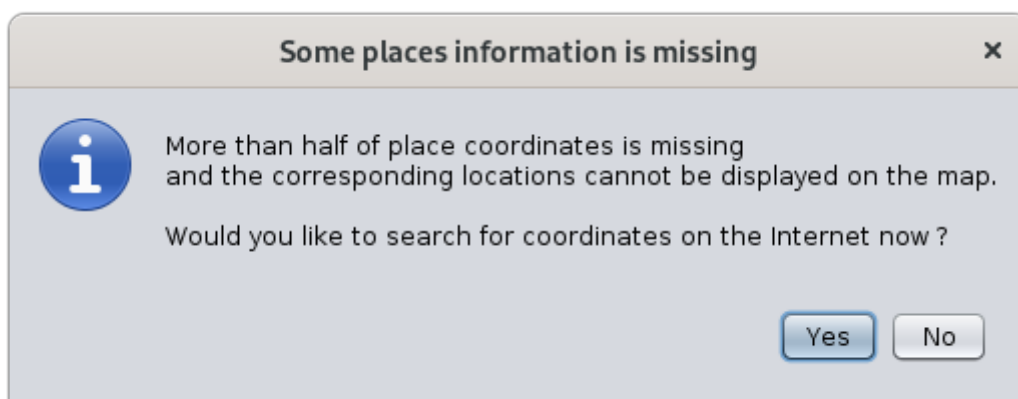 Some places information is missing
More than half of place coordinates is missing
and the corresponding locations cannot be displayed on the map.
Would you like to search for coordinates on the Internet now ?
Yes No